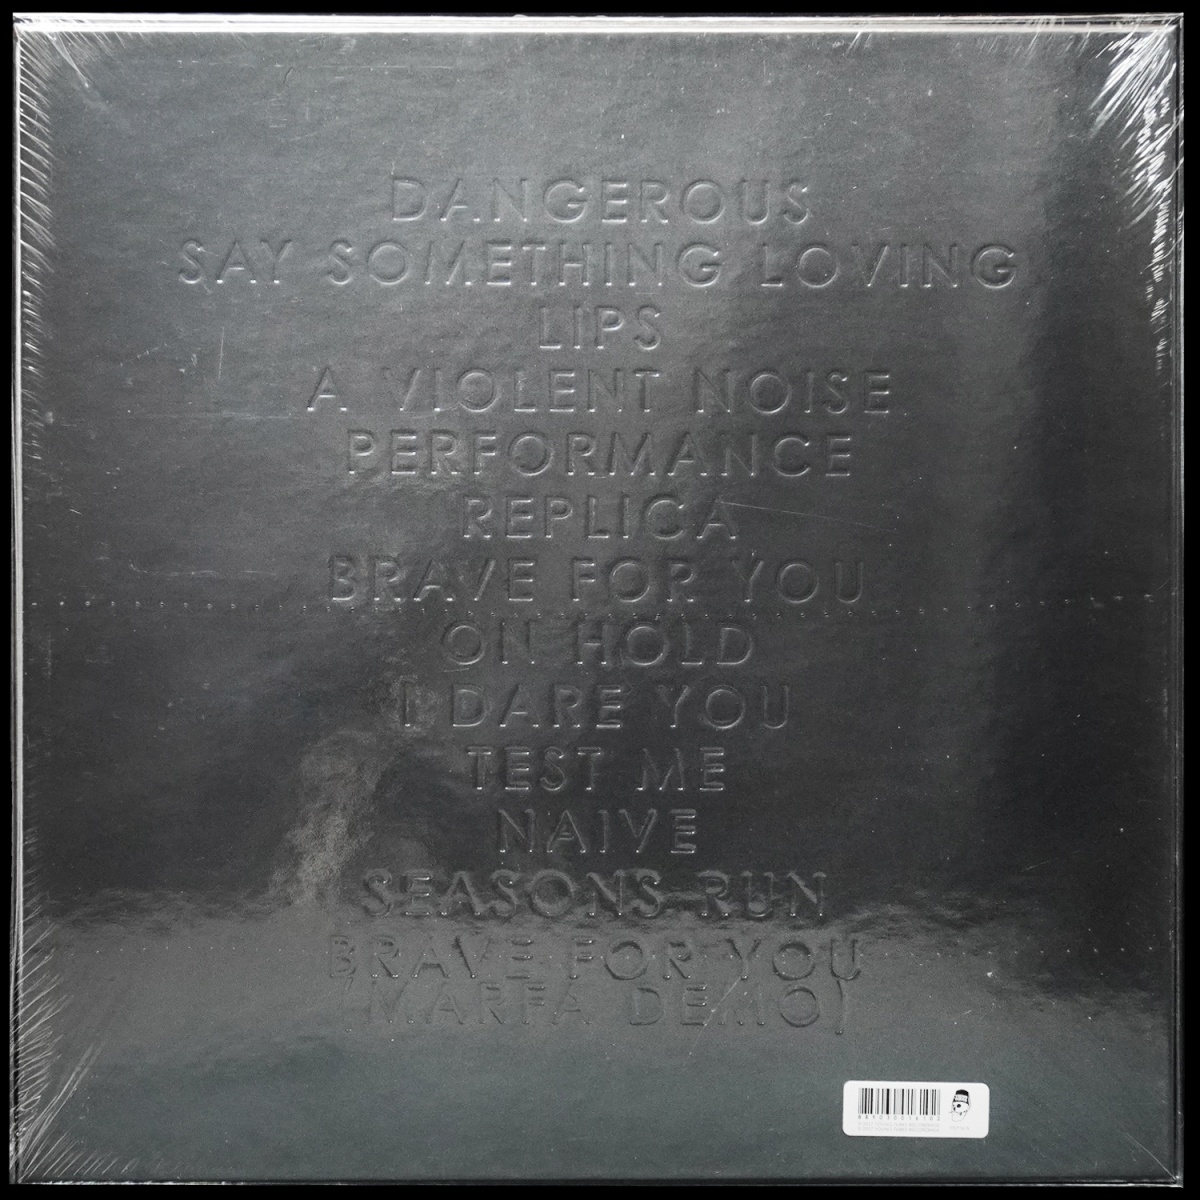 DANGEROUS
SAY SOMETHING LOVING
LIPS
A VIOLENT NOISE
PERFORMANCE
REPLICA
BRAVE FOR YOU
ON HOLD
I DARE YOU
TEST ME
NAIVE
SEASONS RUN
BRAVE FOR YOU
(MARFA DEMO)